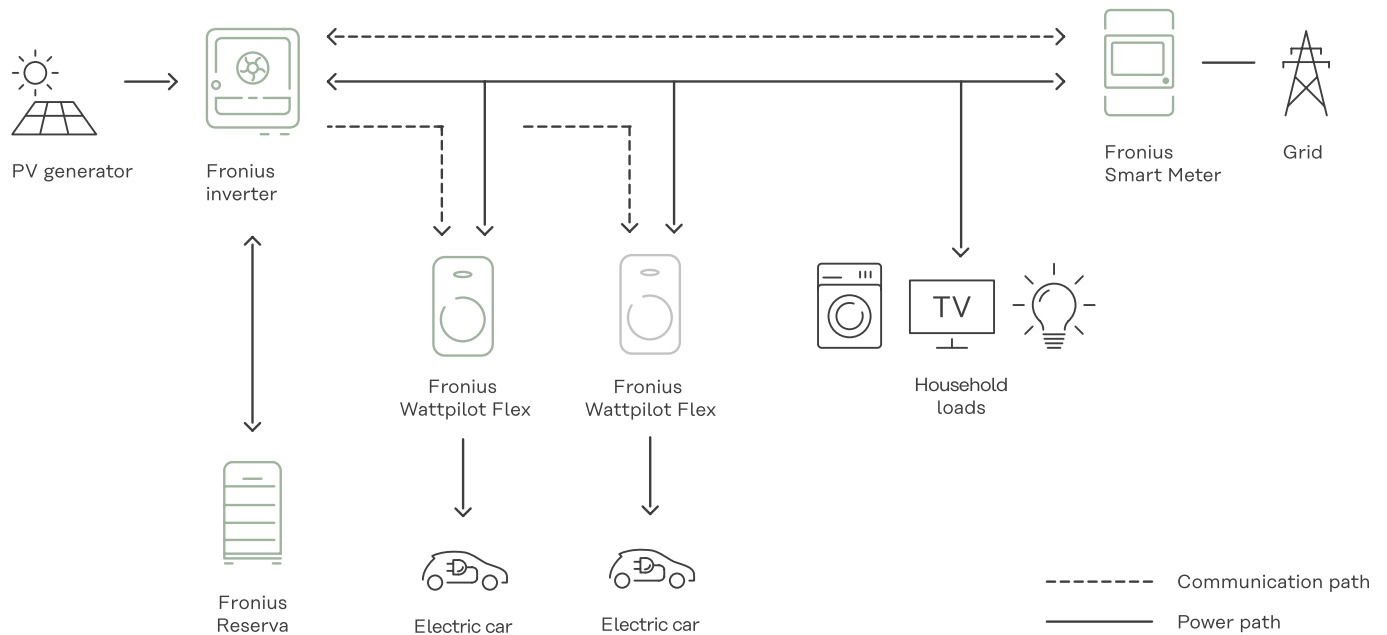 PV generator
Fronius
inverter
Fronius
Smart Meter
Grid
TV
Fronius
Wattpilot Flex
Fronius
Wattpilot Flex
Household
loads
Fronius
Reserva
Electric car
Electric car
Communication path
Power path